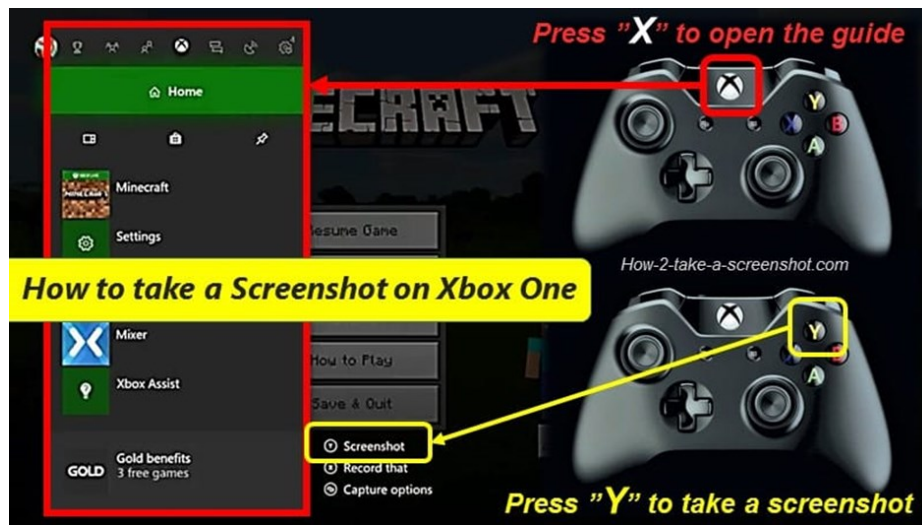 Press "X" to open the guide
4
Home
Minecraft
Settings
Resume Game
How-2-take-a-screenshot.com
How to take a Screenshot on Xbox One
Mixer
How to Play
Xbox Assist
Save & Quit
Y
X
B
A
Y
B
A
Screenshot
Record that
Capture options
GOLD
Gold benefits
3 free games
Press "Y" to take a screenshot